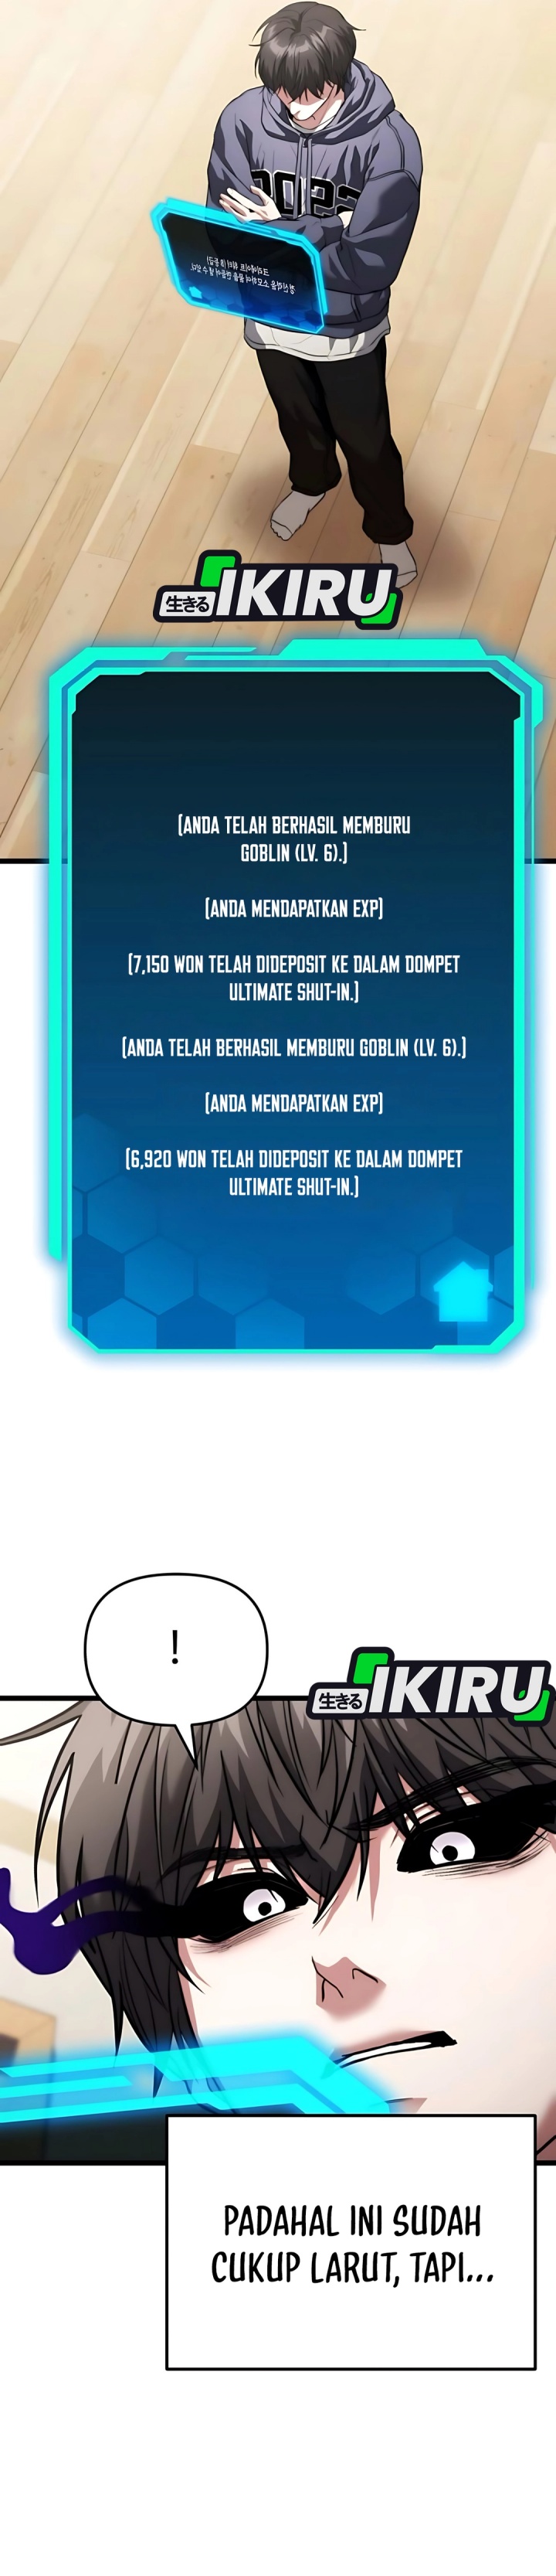 2023
생きる IKIRU
(ANDA TELAH BERHASIL MEMBURU
GOBLIN (LV. 6).)
(ANDA MENDAPATKAN EXP)
(7,150 WON TELAH DIDEPOSIT KE DALAM DOMPET
ULTIMATE SHUT-IN.)
(ANDA TELAH BERHASIL MEMBURU GOBLIN (LV. 6).)
(ANDA MENDAPATKAN EXP)
(6,920 WON TELAH DIDEPOSIT KE DALAM DOMPET
ULTIMATE SHUT-IN.)
!
生きる IKIRU
PADAHAL INI SUDAH
CUKUP LARUT, TAPI...